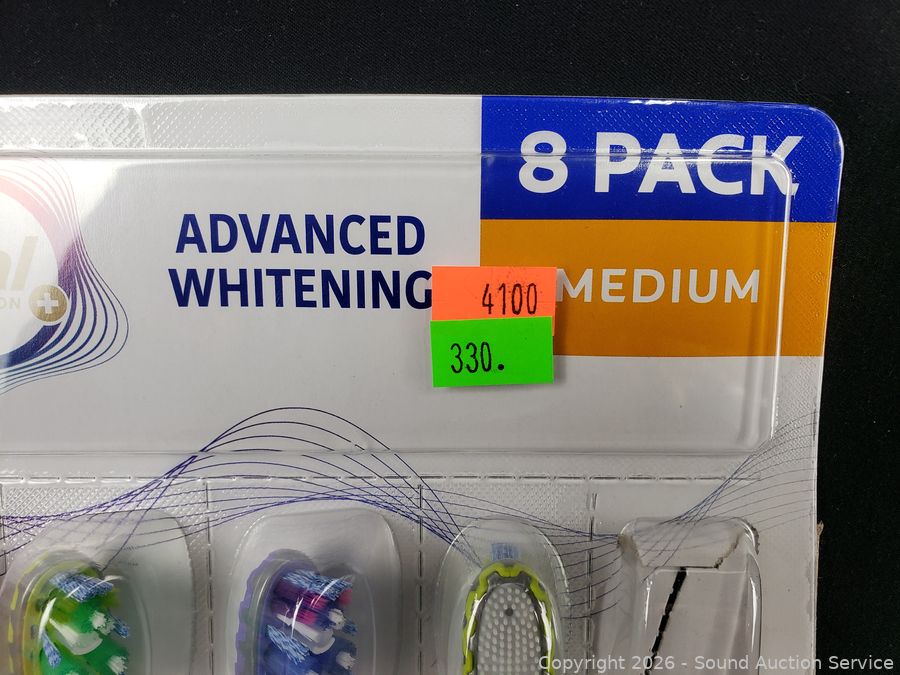 8 PACK
ADVANCED
WHITENING
MEDIUM
4100
330.
Copyright 2026 - Sound Auction Service